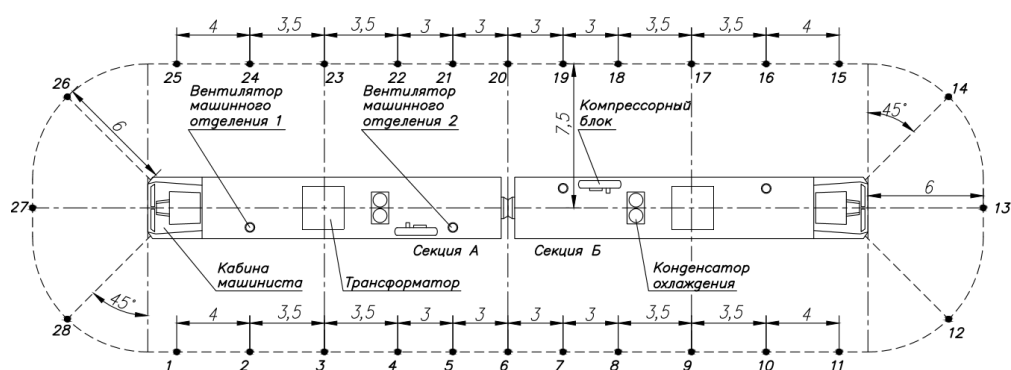 4 3,5 3,5 3 3 3 3 3,5 3,5 4
25 24 23 22 21 20 19 18 17 16 15
26
14
Вентилятор
машинного
отделения 1
Вентилятор
машинного
отделения 2
Компрессорный
блок
7,5
45°
6
6
27
13
Секция А
Секция Б
Кабина
машиниста
Трансформатор
Конденсатор
охлаждения
45°
28
12
4 3,5 3,5 3 3 3 3 3,5 3,5 4
1 2 3 4 5 6 7 8 9 10 11